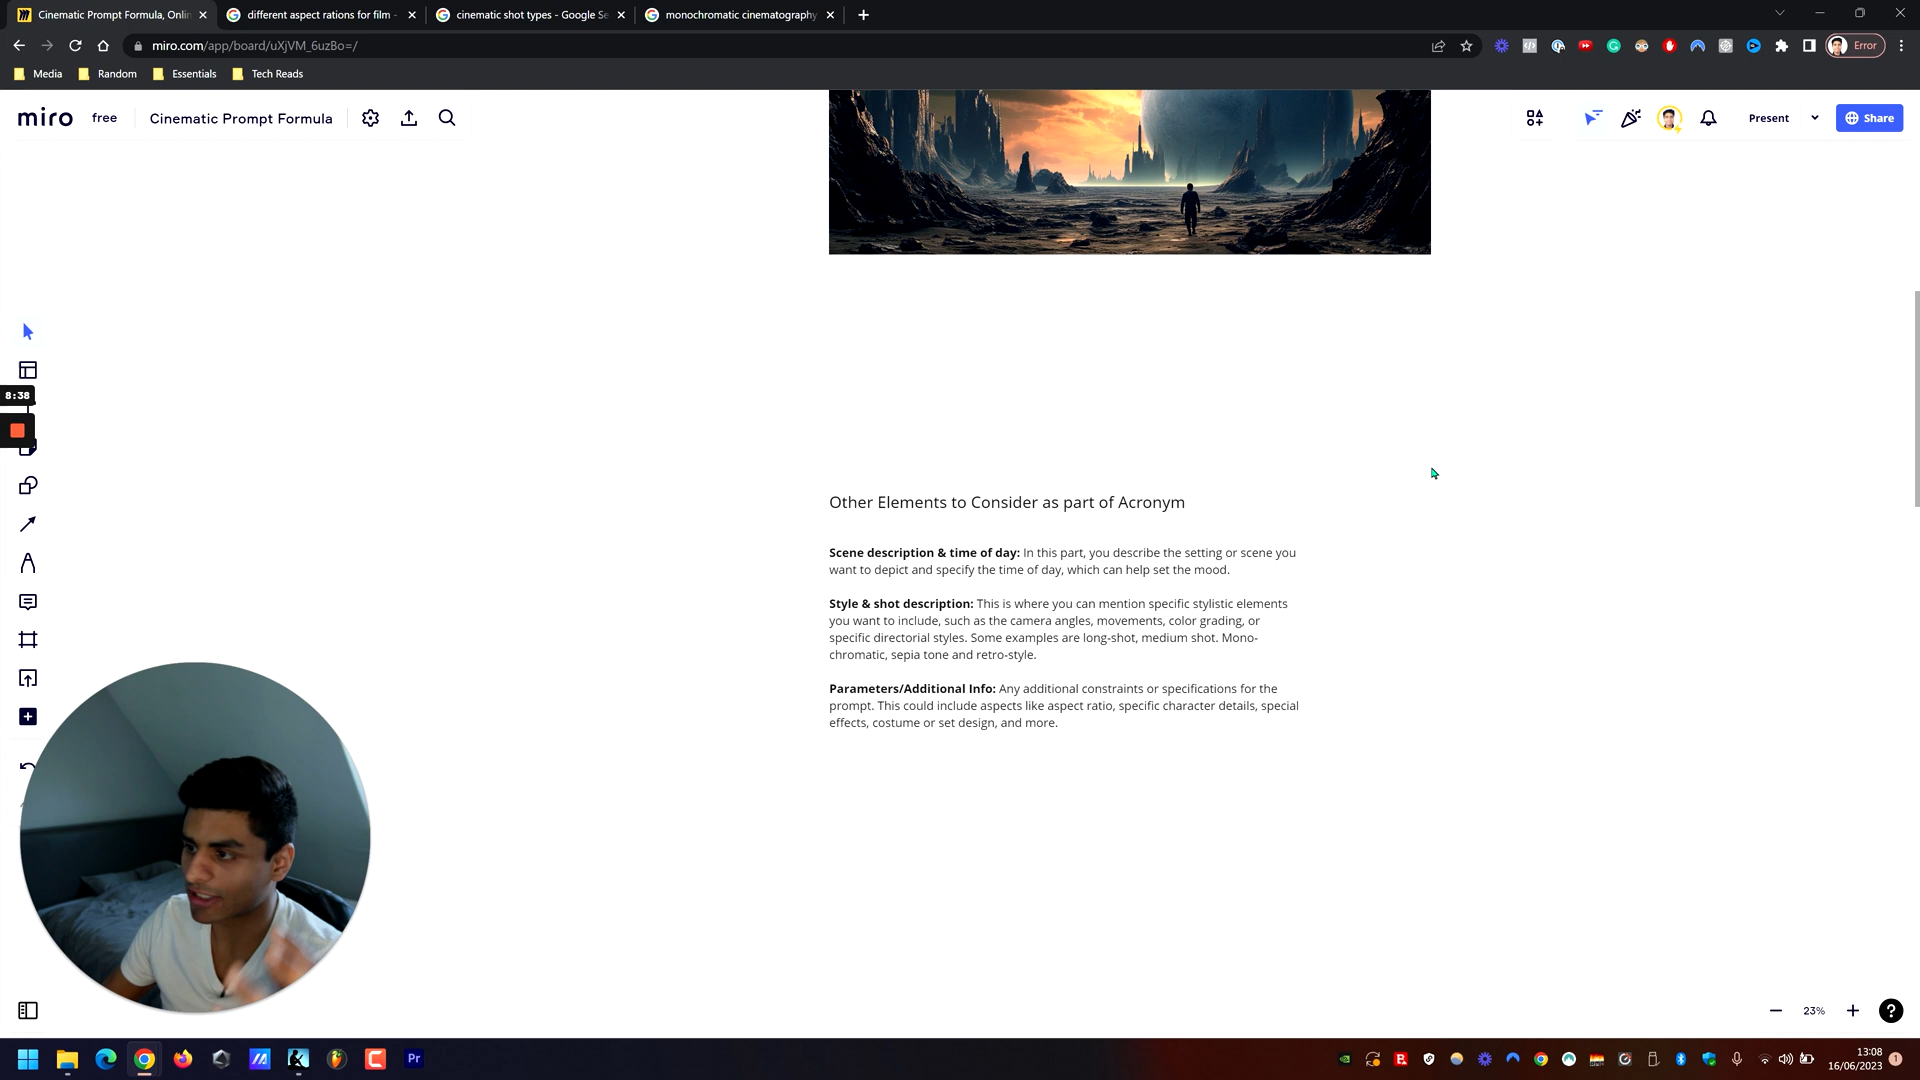 Cinematic Prompt Formula, Onlin
different aspect rations for film -
cinematic shot types - Google Se
monochromatic cinematography
miro.com/app/board/uXjVM_6uzBo=/
Error
Media
Random
Essentials
Tech Reads
miro
free
Cinematic Prompt Formula
Present
Share
8:38
Other Elements to Consider as part of Acronym
Scene description & time of day: In this part, you describe the setting or scene you
want to depict and specify the time of day, which can help set the mood.
Style & shot description: This is where you can mention specific stylistic elements
you want to include, such as the camera angles, movements, color grading, or
specific directorial styles. Some examples are long-shot, medium shot. Mono-
chromatic, sepia tone and retro-style.
Parameters/Additional Info: Any additional constraints or specifications for the
prompt. This could include aspects like aspect ratio, specific character details, special
effects, costume or set design, and more.
23%
Pr
13:08
16/06/2023
1